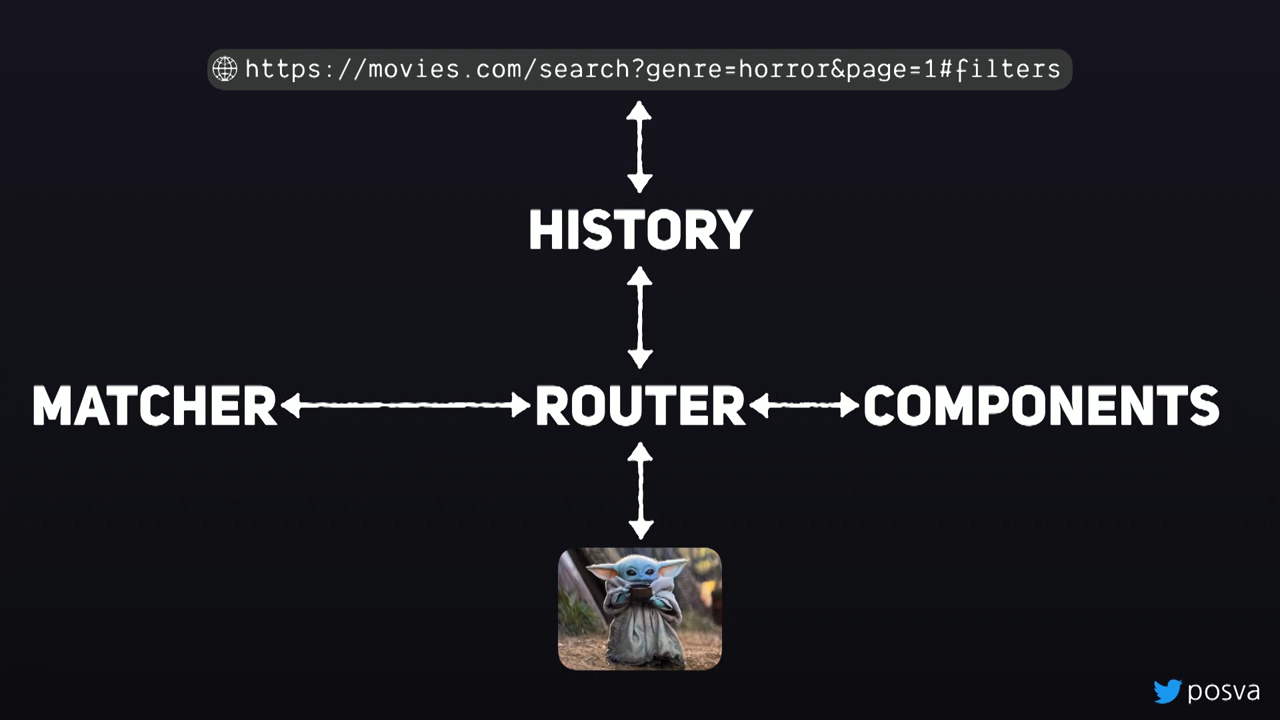 https://movies.com/search?genre=horror&page=1#filters
HISTORY
MATCHER ROUTER COMPONENTS
posva